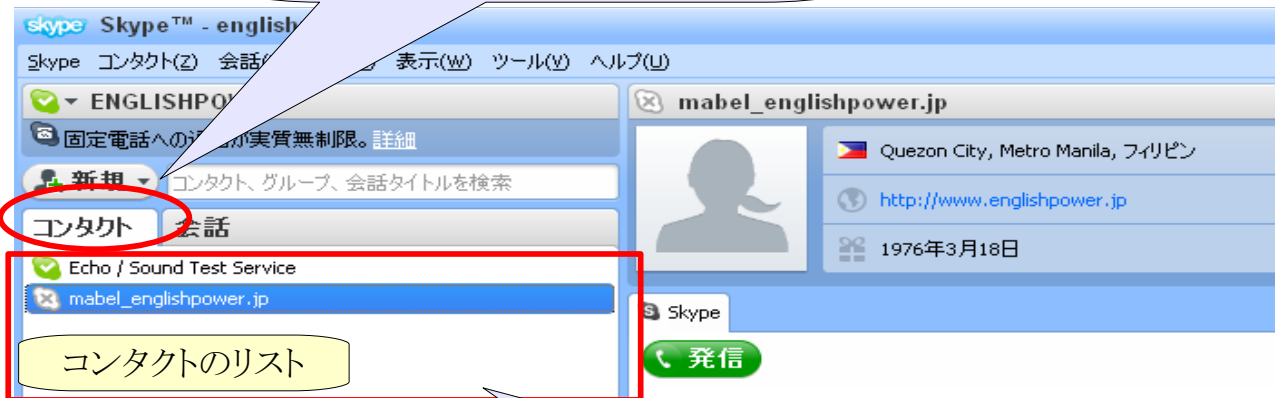 skype Skype™ - english
Skype コンタクト(Z) 会話( 表示(W) ツール(V) ヘルプ(U)
ENGLISHPO
固定電話への が実質無制限。詳細
新規 コンタクト、グループ、会話タイトルを検索
コンタクト 会話
Echo / Sound Test Service
mabel_englishpower.jp
コンタクトのリスト
mabel_englishpower.jp
Quezon City, Metro Manila, フィリピン
http://www.englishpower.jp
1976年3月18日
Skype
発信